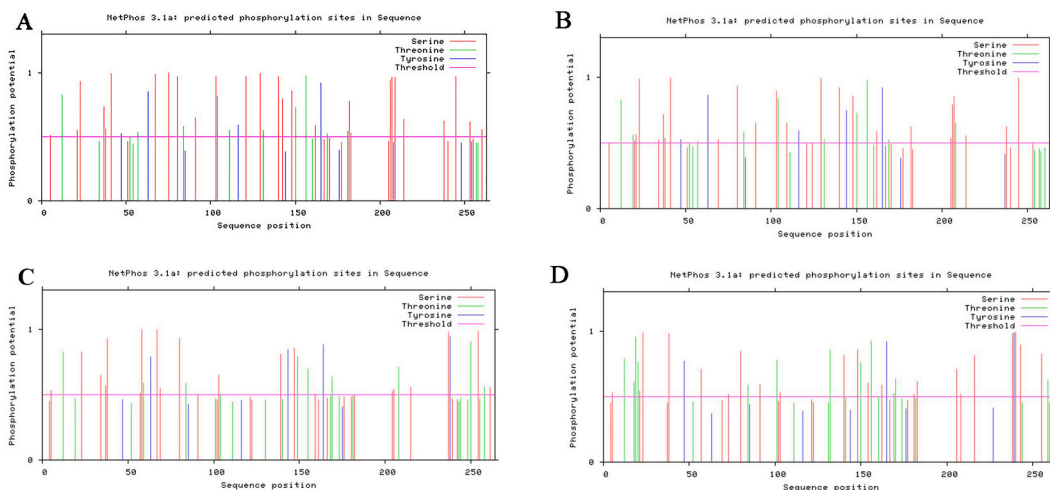 A
NetPhos 3.1a: predicted phosphorylation sites in Sequence
Serine
Threonine
Tyrosine
Threshold
Phosphorylation potential
1
0
0 50 100 150 200 250
Sequence position
B
NetPhos 3.1a: predicted phosphorylation sites in Sequence
Serine
Threonine
Tyrosine
Threshold
Phosphorylation potential
1
0
0 50 100 150 200 250
Sequence position
C
NetPhos 3.1a: predicted phosphorylation sites in Sequence
Serine
Threonine
Tyrosine
Threshold
Phosphorylation potential
1
0
0 50 100 150 200 250
Sequence position
D
NetPhos 3.1a: predicted phosphorylation sites in Sequence
Serine
Threonine
Tyrosine
Threshold
Phosphorylation potential
1
0
0 50 100 150 200 250
Sequence position